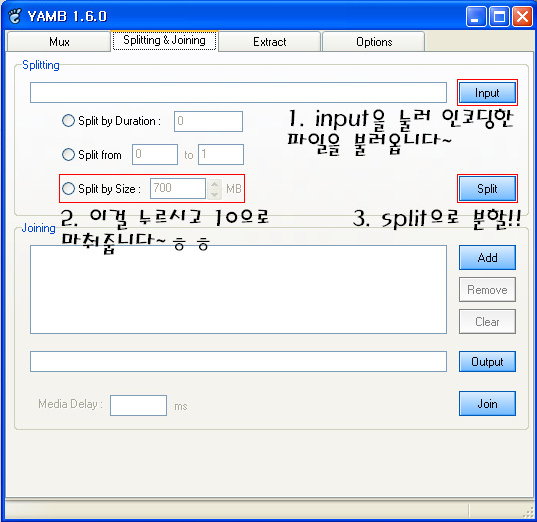 YAMB 1.6.0
Mux Splitting & Joining Extract Options
Splitting
Input
Split by Duration : 0
1. input을 눌러 인코딩한
파일을 불러옵니다~
Split from 0 to 1
Split by Size : 700 MB
Split
2. 이걸 누르시고 10으로
맞춰줍니다~ ㅎ ㅎ
3. split으로 분할!!
Joining
Add
Remove
Clear
Output
Media Delay : ms
Join